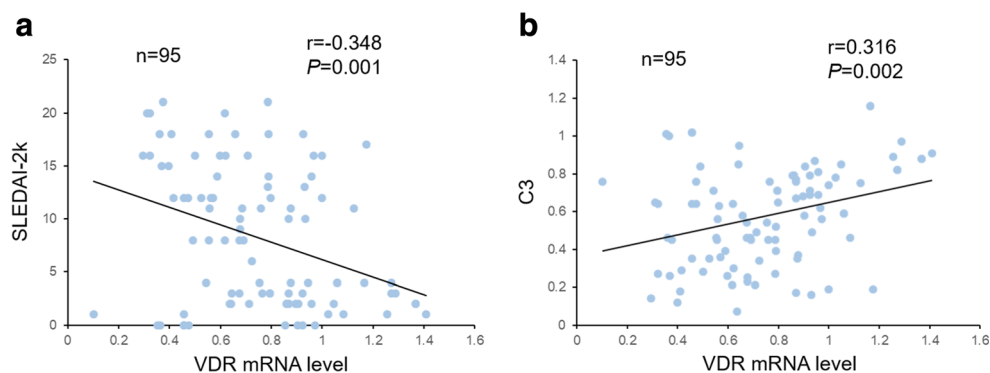 a
n=95
r=-0.348
P=0.001
SLEDAI-2k
25
20
15
10
5
0
0 0.2 0.4 0.6 0.8 1 1.2 1.4 1.6
VDR mRNA level
b
n=95
r=0.316
P=0.002
C3
1.4
1.2
1
0.8
0.6
0.4
0.2
0
0 0.2 0.4 0.6 0.8 1 1.2 1.4 1.6
VDR mRNA level